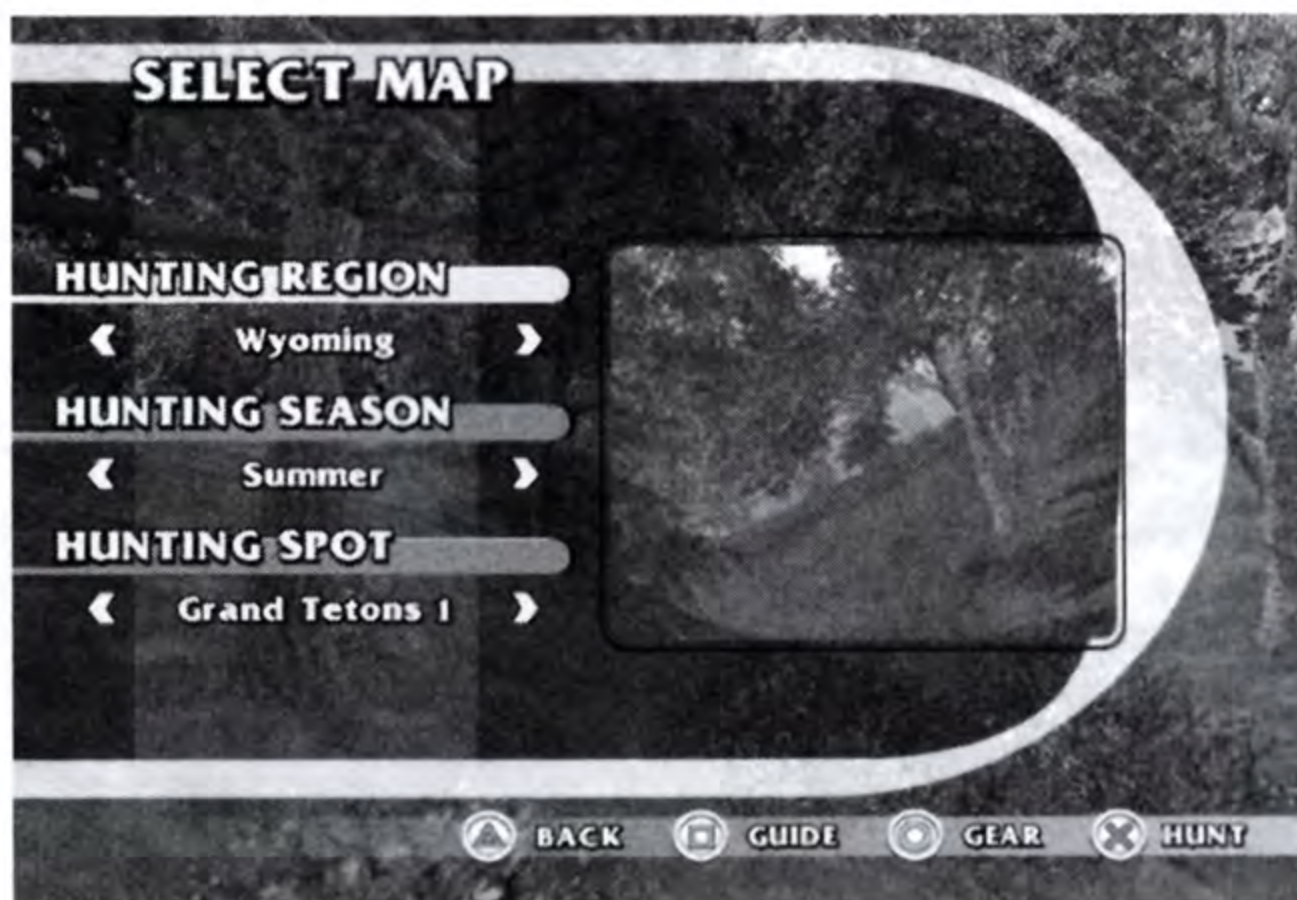 SELECT MAP
HUNTING REGION
Wyoming
HUNTING SEASON
Summer
HUNTING SPOT
Grand Tetons 1
BACK GUIDE GEAR HUNT